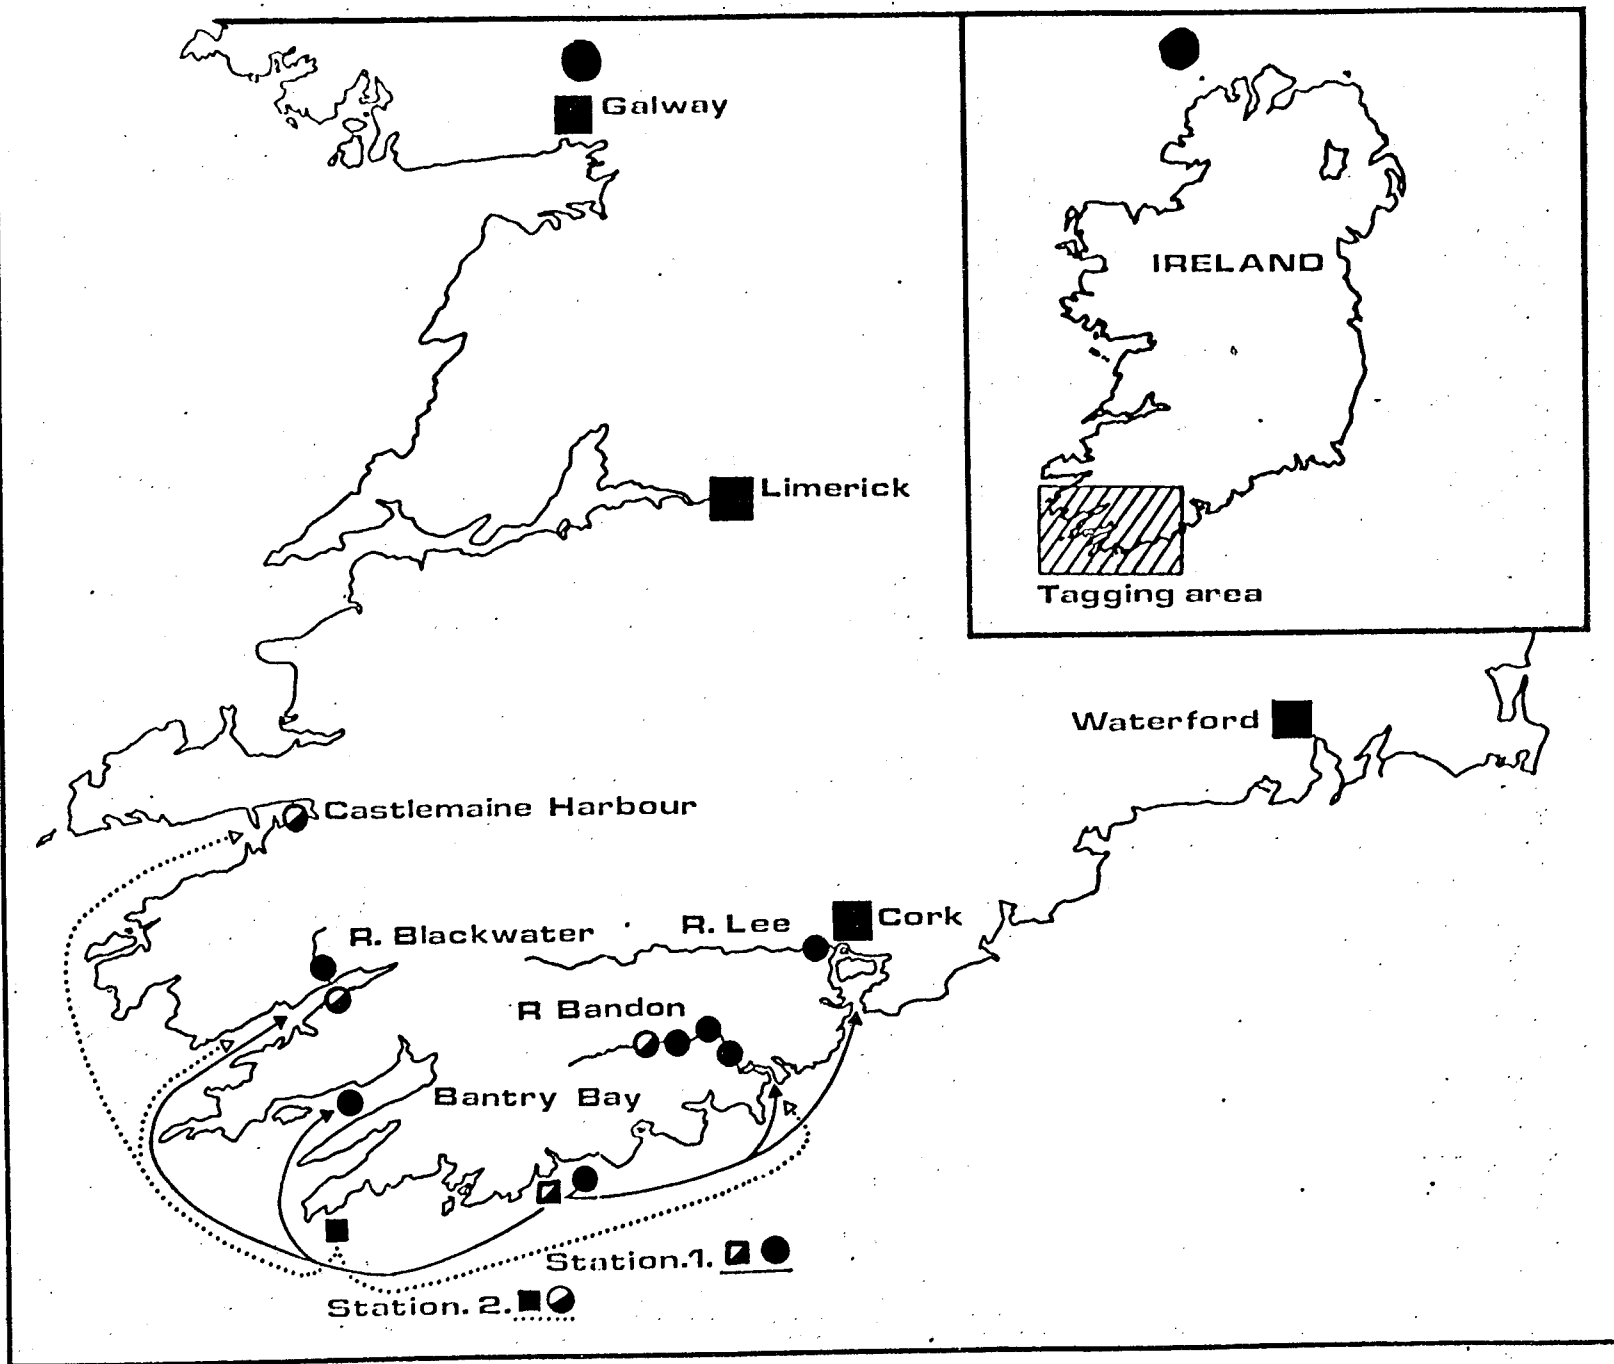 Galway
IRELAND
Limerick
Tagging area
Waterford
Castlemaine Harbour
R. Blackwater
R. Lee
Cork
R Bandon
Bantry Bay
Station.1.
Station. 2.